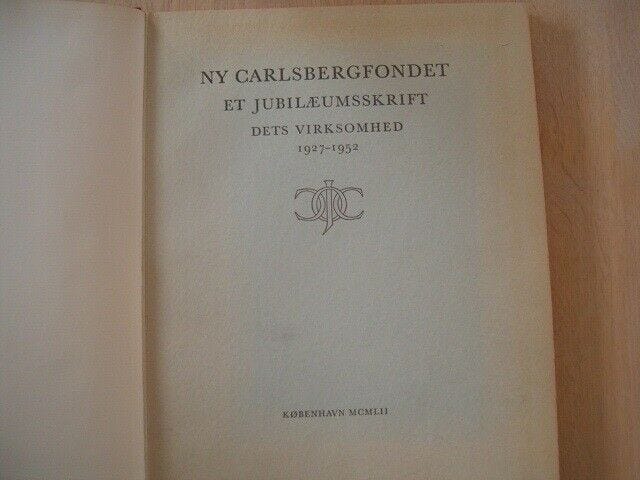 NY CARLSBERGFONDET
ET JUBILÆUMSSKRIFT
DETS VIRKSOMHED
1927-1952
KØBENHAVN MCMLII